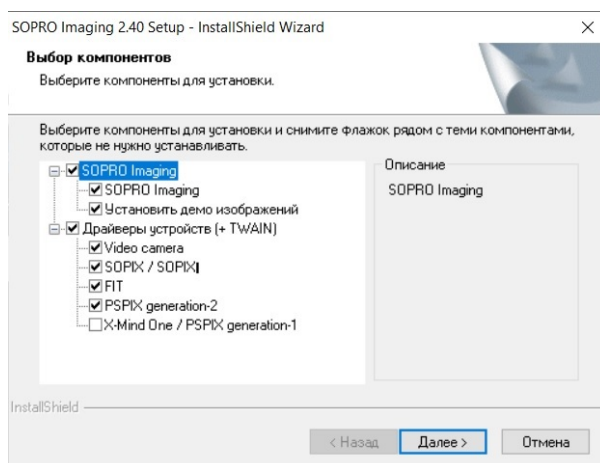 SOPRO Imaging 2.40 Setup - InstallShield Wizard
Выбор компонентов
Выберите компоненты для установки.
Выберите компоненты для установки и снимите флажок рядом с теми компонентами,
которые не нужно устанавливать.
SOPRO Imaging
SOPRO Imaging
Установить демо изображений
Драйверы устройств (+ TWAIN)
Video camera
SOPIX / SOPIX
FIT
PSPIX generation-2
X-Mind One / PSPIX generation-1
Описание
SOPRO Imaging
InstallShield
< Назад
Далее >
Отмена